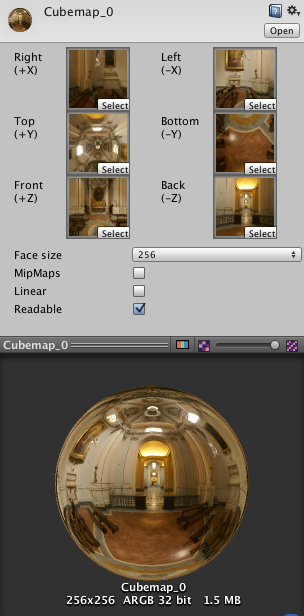 Cubemap_0
Open
Right
(+X)
Select
Left
(-X)
Select
Top
(+Y)
Select
Bottom
(-Y)
Select
Front
(+Z)
Select
Back
(-Z)
Select
Face size
256
MipMaps
Linear
Readable
Cubemap_0
Cubemap_0
256x256 ARGB 32 bit 1.5 MB